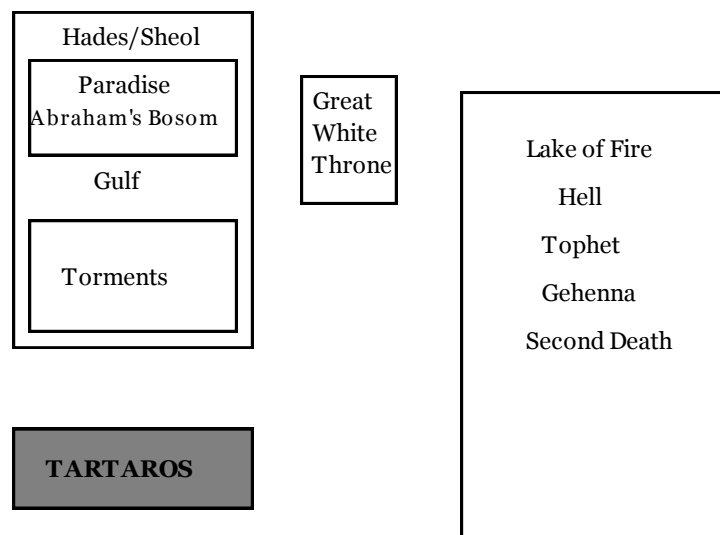 Hades/Sheol
Paradise
Abraham's Bosom
Gulf
Torments
TARTAROS
Great
White
Throne
Lake of Fire
Hell
Tophet
Gehenna
Second Death